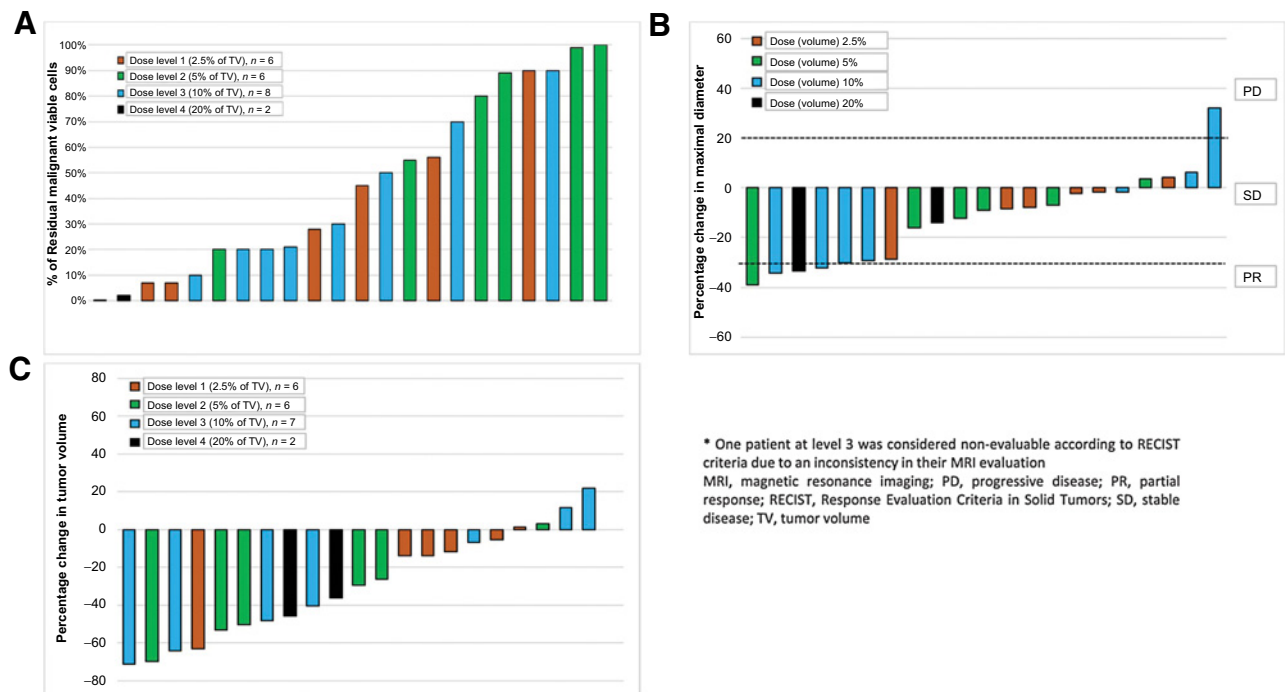 A
% of Residual malignant viable cells
100%
90%
80%
70%
60%
50%
40%
30%
20%
10%
0%
Dose level 1 (2.5% of TV), n = 6
Dose level 2 (5% of TV), n = 6
Dose level 3 (10% of TV), n = 8
Dose level 4 (20% of TV), n = 2
B
Percentage change in maximal diameter
60
40
20
0
−20
−40
−60
Dose (volume) 2.5%
Dose (volume) 5%
Dose (volume) 10%
Dose (volume) 20%
PD
SD
PR
C
Percentage change in tumor volume
80
60
40
20
0
−20
−40
−60
−80
Dose level 1 (2.5% of TV), n = 6
Dose level 2 (5% of TV), n = 6
Dose level 3 (10% of TV), n = 7
Dose level 4 (20% of TV), n = 2
* One patient at level 3 was considered non-evaluable according to RECIST
criteria due to an inconsistency in their MRI evaluation
MRI, magnetic resonance imaging; PD, progressive disease; PR, partial
response; RECIST, Response Evaluation Criteria in Solid Tumors; SD, stable
disease; TV, tumor volume